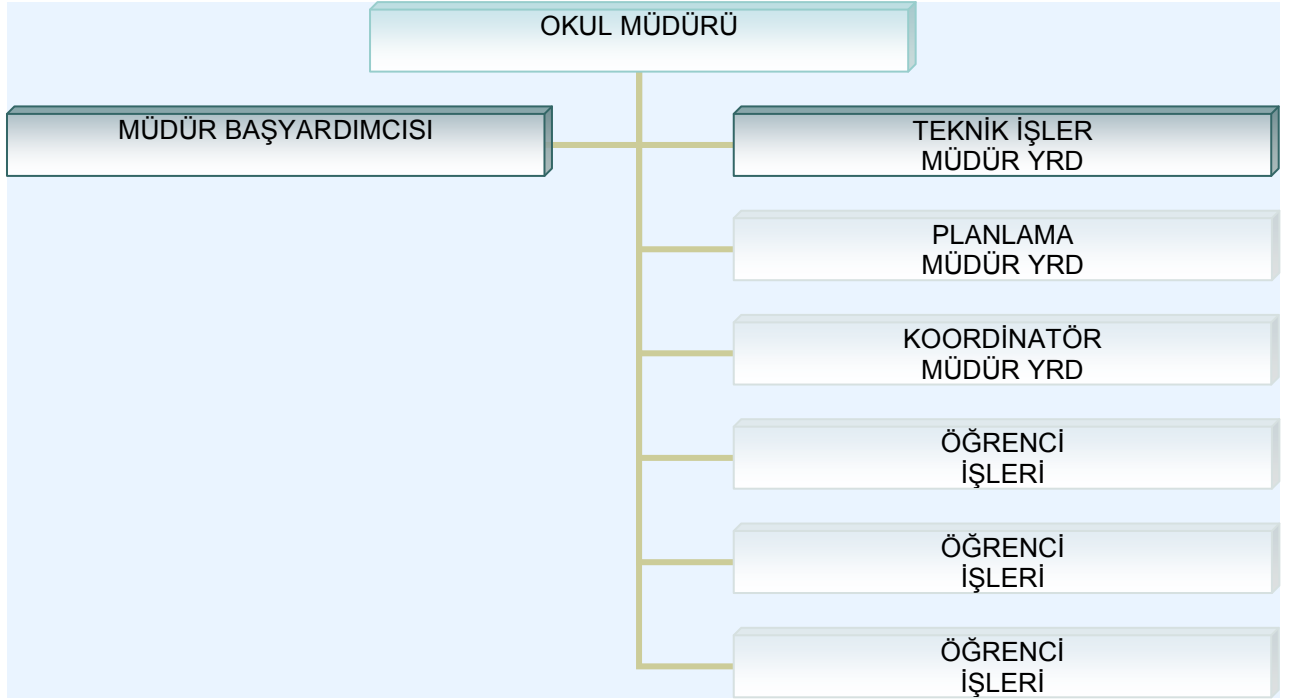 OKUL MÜDÜRÜ
MÜDÜR BAŞYARDIMCISI
TEKNİK İŞLER
MÜDÜR YRD
PLANLAMA
MÜDÜR YRD
KOORDİNATÖR
MÜDÜR YRD
ÖĞRENCİ
İŞLERİ
ÖĞRENCİ
İŞLERİ
ÖĞRENCİ
İŞLERİ